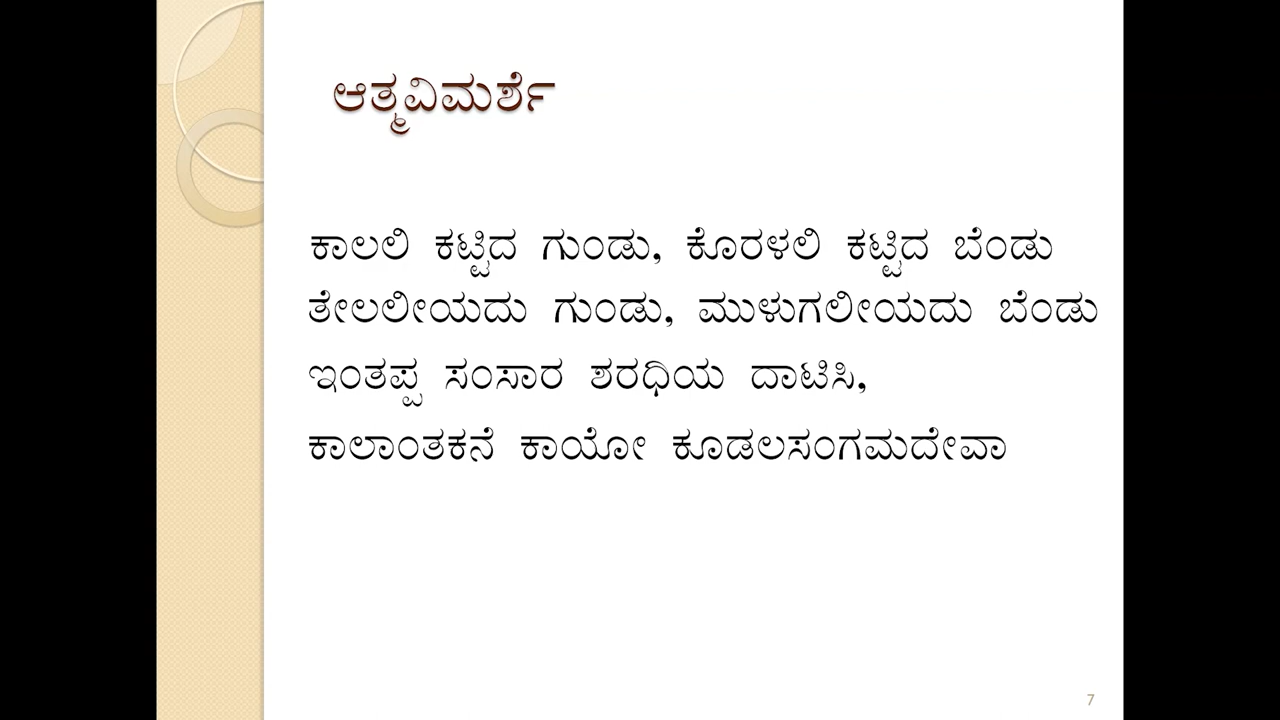 ಆತ್ಮವಿಮರ್ಶೆ
ಕಾಲಲಿ ಕಟ್ಟಿದ ಗುಂಡು, ಕೊರಳಲಿ ಕಟ್ಟಿದ ಬೆಂಡು
ತೇಲಲೀಯದು ಗುಂಡು, ಮುಳುಗಲೀಯದು ಬೆಂಡು
ಇಂತಪ್ಪ ಸಂಸಾರ ಶರಧಿಯ ದಾಟಿಸಿ,
ಕಾಲಾಂತಕನೆ ಕಾಯೋ ಕೂಡಲಸಂಗಮದೇವಾ
7